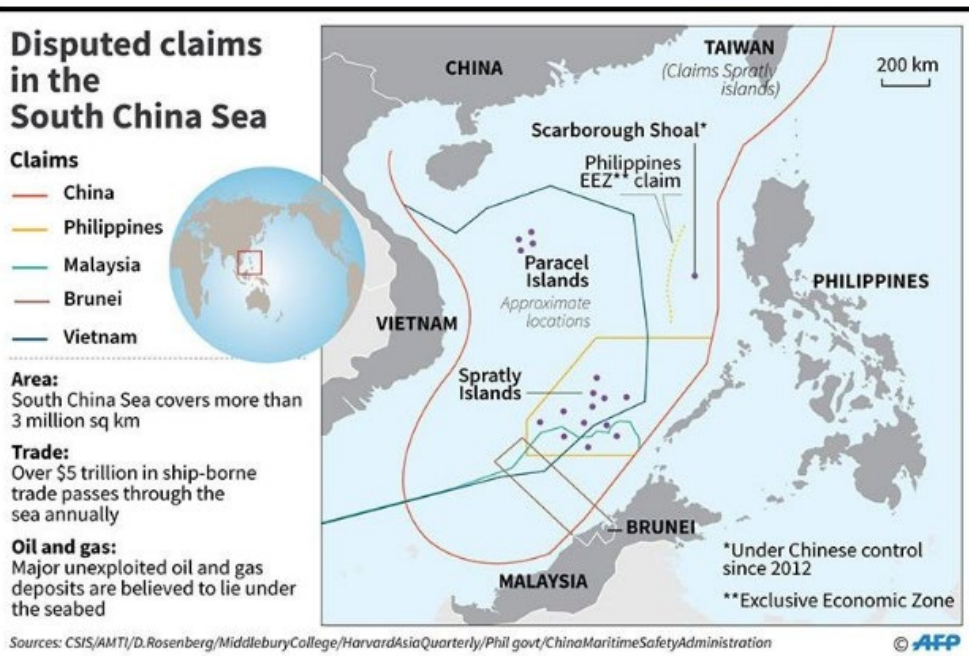 Disputed claims
in the
South China Sea
Claims
China
Philippines
Malaysia
Brunei
Vietnam
Area:
South China Sea covers more than
3 million sq km
Trade:
Over $5 trillion in ship-borne
trade passes through the
sea annually
Oil and gas:
Major unexploited oil and gas
deposits are believed to lie under
the seabed
CHINA
TAIWAN
(Claims Spratly
islands)
200 km
Scarborough Shoal*
Philippines
EEZ** claim
Paracel
Islands
Approximate
locations
PHILIPPINES
VIETNAM
Spratly
Islands
BRUNEI
MALAYSIA
*Under Chinese control
since 2012
**Exclusive Economic Zone
Sources: CSIS/AMTI/D.Rosenberg/MiddleburyCollege/HarvardAsiaQuarterly/Phil govt/ChinaMaritimeSafetyAdministration
© AFP